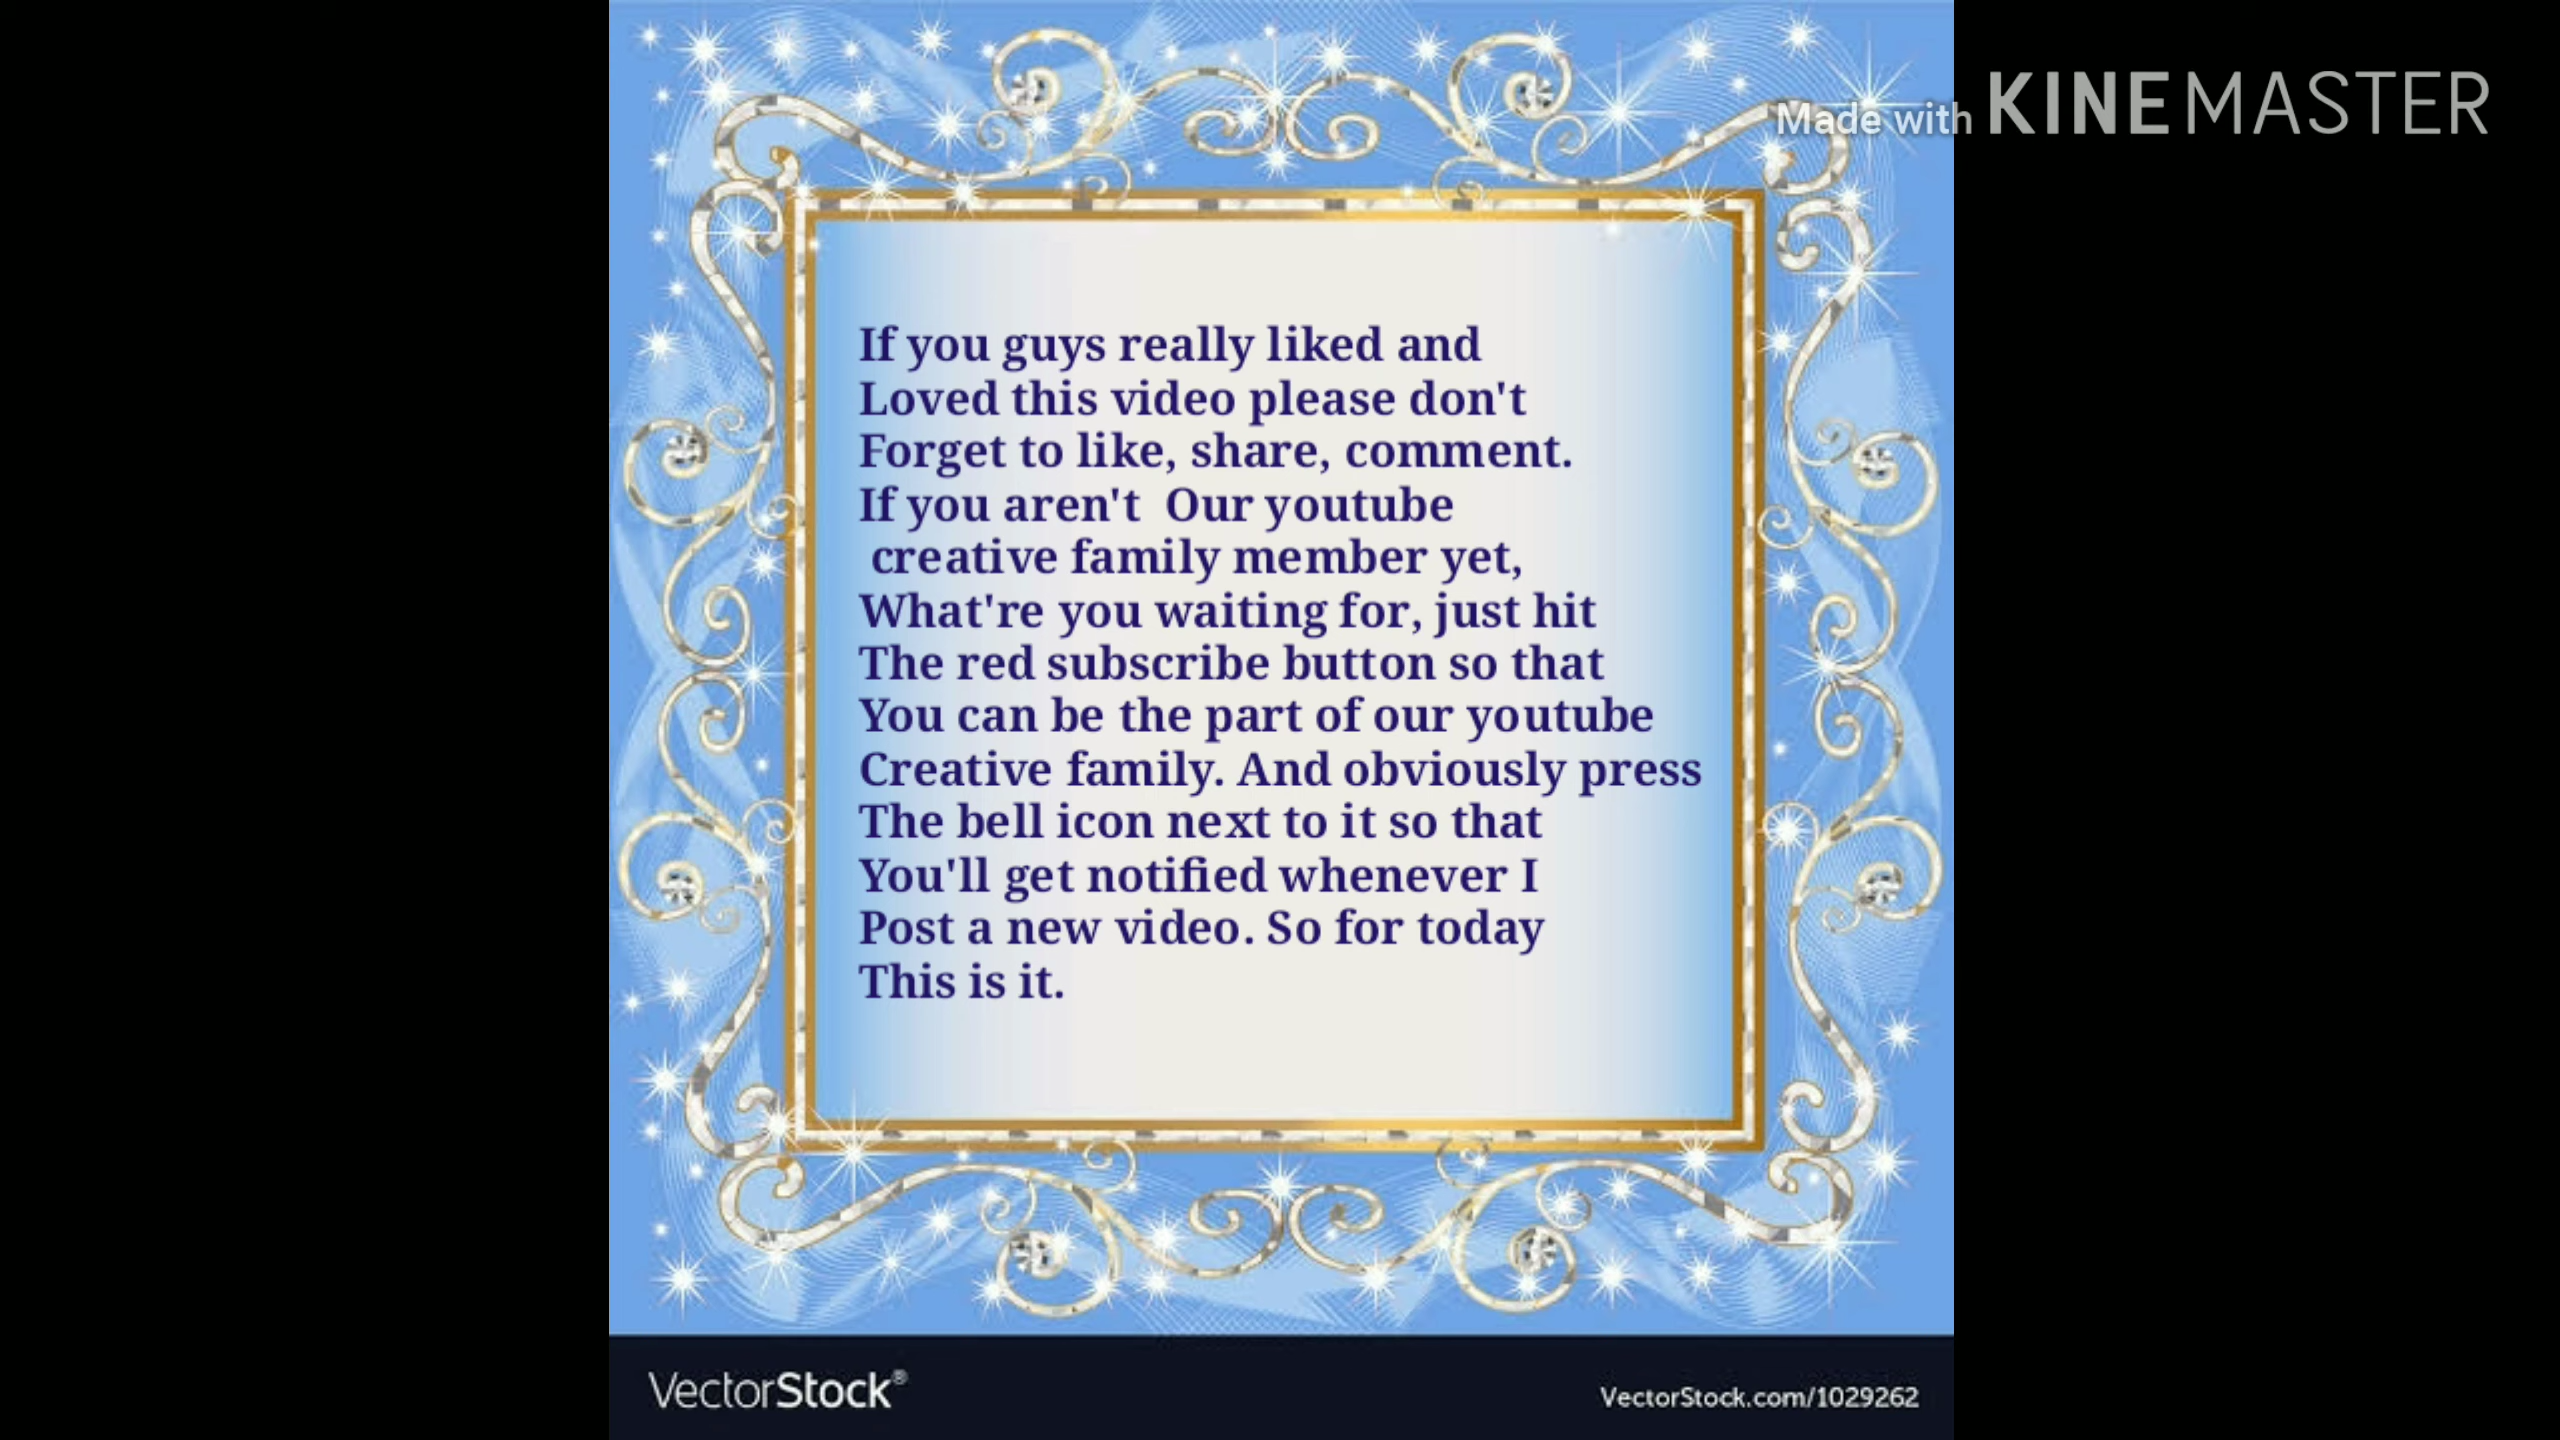 Made with KINEMASTER
If you guys really liked and
Loved this video please don't
Forget to like, share, comment.
If you aren't  Our youtube
creative family member yet,
What're you waiting for, just hit
The red subscribe button so that
You can be the part of our youtube
Creative family. And obviously press
The bell icon next to it so that
You'll get notified whenever I
Post a new video. So for today
This is it.
VectorStock®
VectorStock.com/1029262